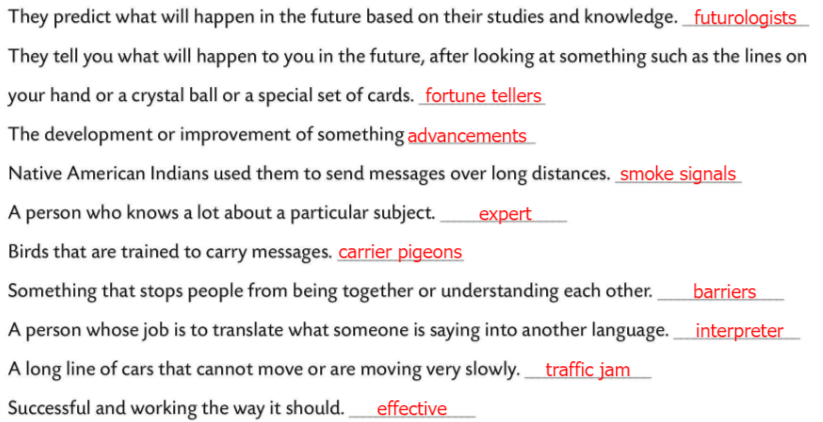 They predict what will happen in the future based on their studies and knowledge. futurologists
They tell you what will happen to you in the future, after looking at something such as the lines on
your hand or a crystal ball or a special set of cards. fortune tellers
The development or improvement of something advancements
Native American Indians used them to send messages over long distances. smoke signals
A person who knows a lot about a particular subject. expert
Birds that are trained to carry messages. carrier pigeons
Something that stops people from being together or understanding each other. barriers
A person whose job is to translate what someone is saying into another language. interpreter
A long line of cars that cannot move or are moving very slowly. traffic jam
Successful and working the way it should. effective